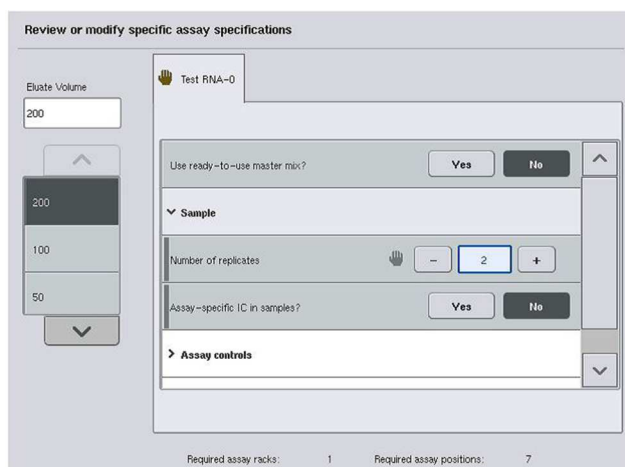 Review or modify specific assay specifications
Eluate Volume
200
200
100
50
Test RNA-0
Use ready-to-use master mix?
Yes
No
Sample
Number of replicates
-
2
+
Assay-specific IC in samples?
Yes
No
Assay controls
Required assay racks: 1
Required assay positions: 7